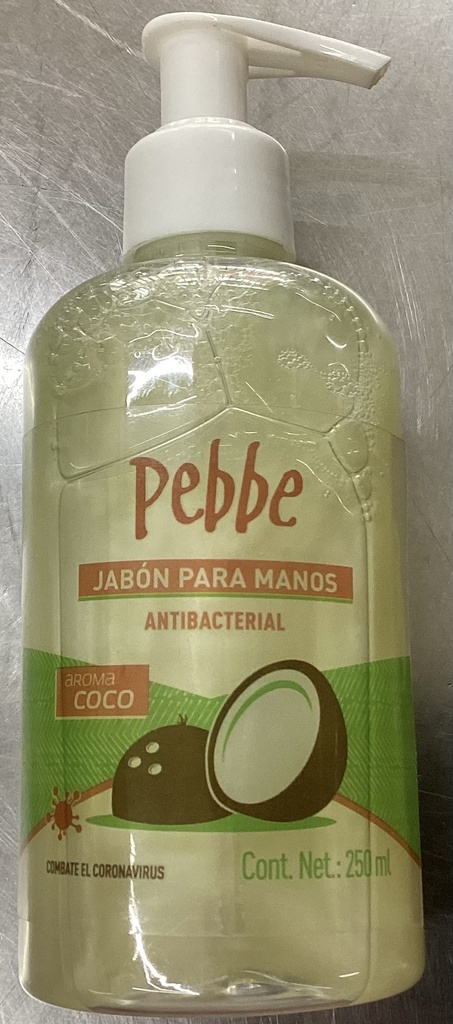 Pebbe
JABÓN PARA MANOS
ANTIBACTERIAL
aROMa
COCO
COMBATE EL CORONAVIRUS
Cont. Net.: 250 ml